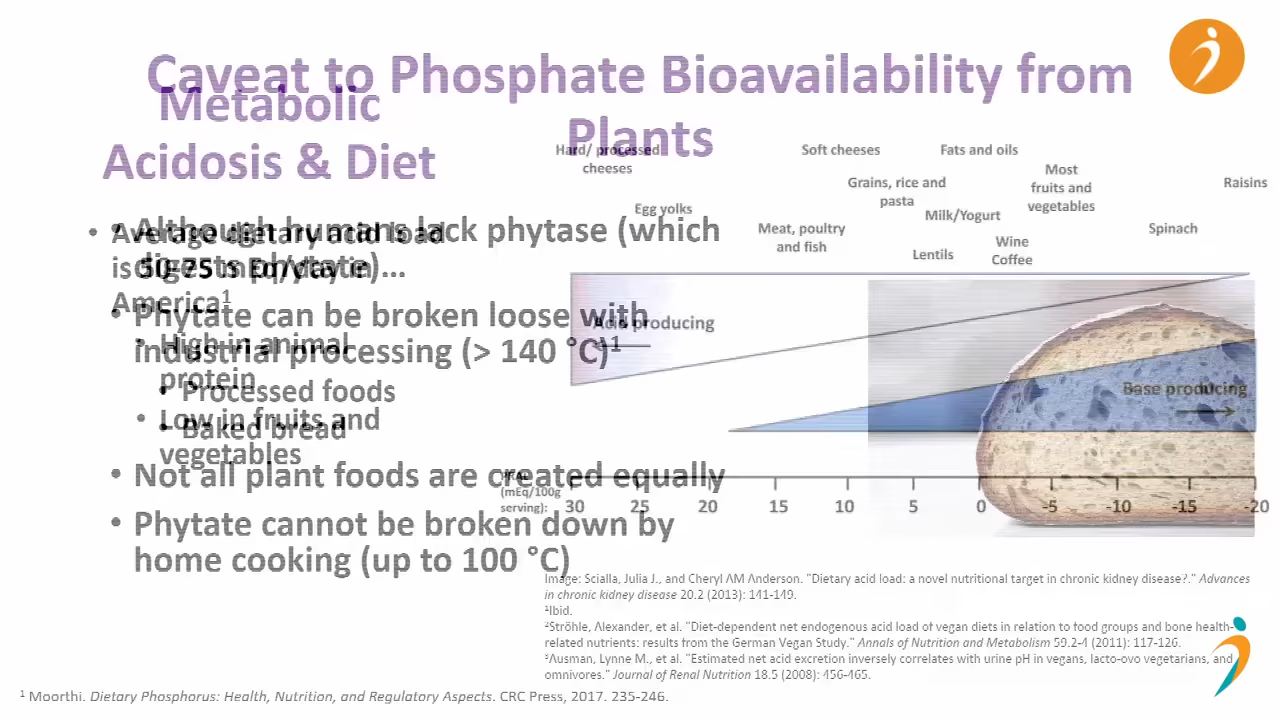 Caveat to Phosphate Bioavailability from
Plants
• Although humans lack phytase (which
digests phytate)...
• Phytate can be broken loose with
industrial processing (> 140 °C)1
• Processed foods
• Baked bread
• Not all plant foods are created equally
• Phytate cannot be broken down by
home cooking (up to 100 °C)
1 Moorthi. Dietary Phosphorus: Health, Nutrition, and Regulatory Aspects. CRC Press, 2017. 235-246.
Metabolic
Acidosis & Diet
• Average dietary acid load
is 50-75 mEq/day in
America1
• High in animal
protein
• Low in fruits and
vegetables
Hard/ processed
cheeses
Egg yolks
Soft cheeses
Meat, poultry
and fish
Grains, rice and
pasta
Fats and oils
Milk/Yogurt
Lentils
Wine
Coffee
Most
fruits and
vegetables
Spinach
Raisins
Acid producing
Base producing
(mEq/100g
serving):
30 25 20 15 10 5 0 -5 -10 -15 -20
Image: Scialla, Julia J., and Cheryl AM Anderson. "Dietary acid load: a novel nutritional target in chronic kidney disease?." Advances
in chronic kidney disease 20.2 (2013): 141-149.
1Ibid.
2Ströhle, Alexander, et al. "Diet-dependent net endogenous acid load of vegan diets in relation to food groups and bone health-
related nutrients: results from the German Vegan Study." Annals of Nutrition and Metabolism 59.2-4 (2011): 117-126.
3Ausman, Lynne M., et al. "Estimated net acid excretion inversely correlates with urine pH in vegans, lacto-ovo vegetarians, and
omnivores." Journal of Renal Nutrition 18.5 (2008): 456-465.